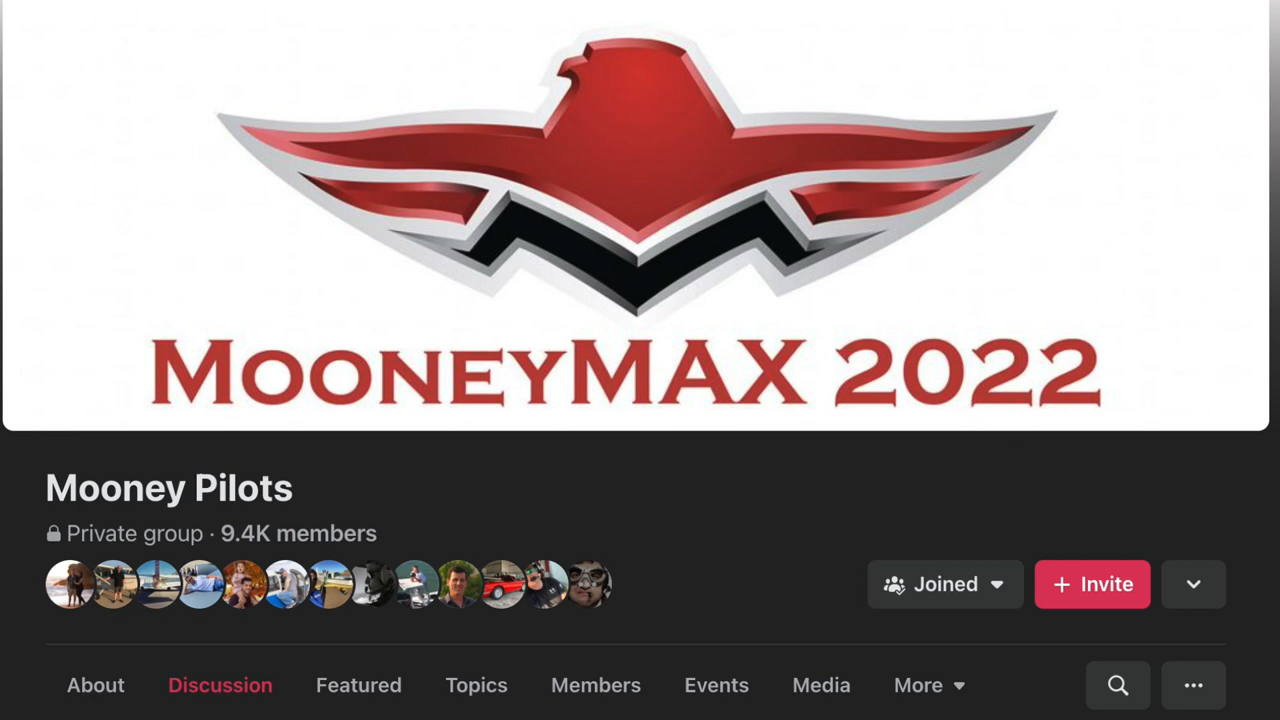 MOONEYMAX 2022
Mooney Pilots
Private group · 9.4K members
Joined
+ Invite
About Discussion Featured Topics Members Events Media More